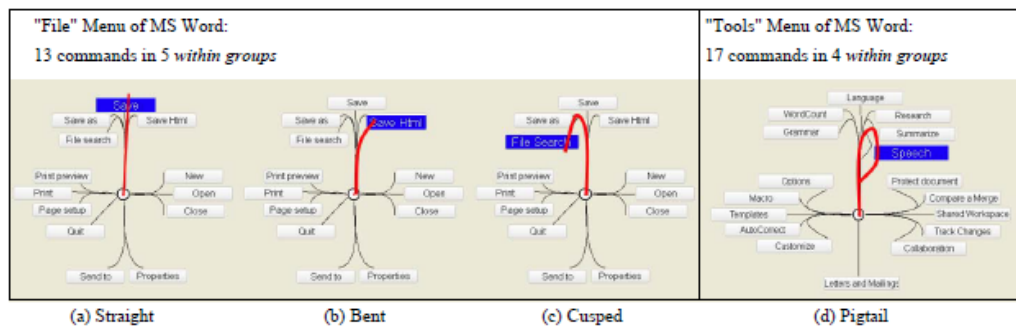 "File" Menu of MS Word:
13 commands in 5 within groups
"Tools" Menu of MS Word:
17 commands in 4 within groups
Save
Save as
Save Html
File search
Print preview
Print
Page setup
Quit
New
Open
Close
Send to
Properties
Save
Save as
Save Html
File search
Print preview
Print
Page setup
Quit
New
Open
Close
Send to
Properties
Save
Save as
Save Html
File Search
Print preview
Print
Page setup
Quit
New
Open
Close
Send to
Properties
Language
WordCount
Research
Grammar
Summarize
Speech
Options
Macro
Templates
AutoCorrect
Customize
Protect document
Compare a Merge
Shared Workspace
Track Changes
Collaboration
Letters and Mailings
(a) Straight
(b) Bent
(c) Cusped
(d) Pigtail